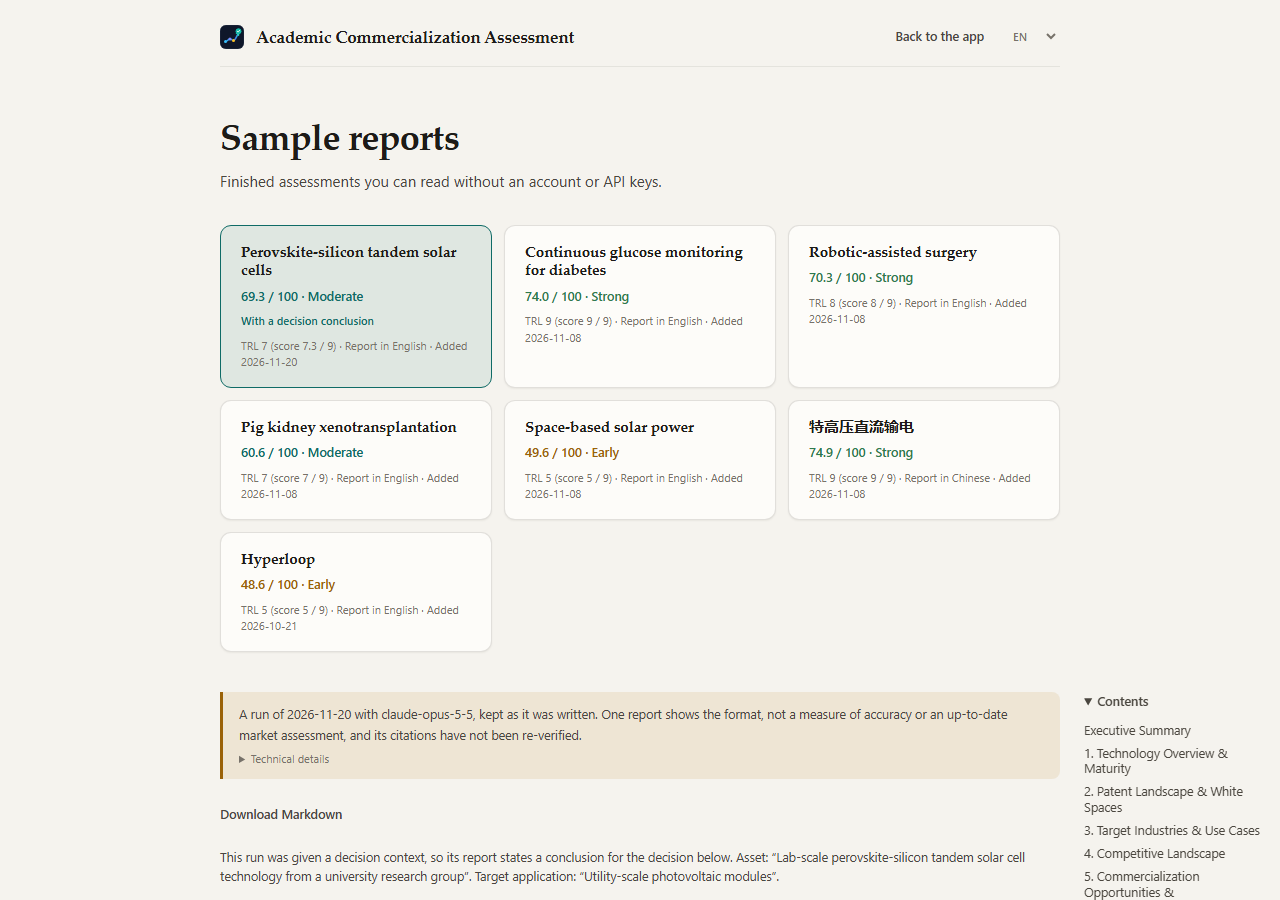 Academic Commercialization Assessment
Back to the app
EN
Sample reports
Finished assessments you can read without an account or API keys.
Perovskite-silicon tandem solar
cells
69.3 / 100 · Moderate
With a decision conclusion
TRL 7 (score 7.3 / 9) · Report in English · Added
2026-11-20
Continuous glucose monitoring
for diabetes
74.0 / 100 · Strong
TRL 9 (score 9 / 9) · Report in English · Added
2026-11-08
Robotic-assisted surgery
70.3 / 100 · Strong
TRL 8 (score 8 / 9) · Report in English · Added
2026-11-08
Pig kidney xenotransplantation
60.6 / 100 · Moderate
TRL 7 (score 7 / 9) · Report in English · Added
2026-11-08
Space-based solar power
49.6 / 100 · Early
TRL 5 (score 5 / 9) · Report in English · Added
2026-11-08
特高压直流输电
74.9 / 100 · Strong
TRL 9 (score 9 / 9) · Report in Chinese · Added
2026-11-08
Hyperloop
48.6 / 100 · Early
TRL 5 (score 5 / 9) · Report in English · Added
2026-10-21
A run of 2026-11-20 with claude-opus-5-5, kept as it was written. One report shows the format, not a measure of accuracy or an up-to-date
market assessment, and its citations have not been re-verified.
Technical details
Download Markdown
This run was given a decision context, so its report states a conclusion for the decision below. Asset: “Lab-scale perovskite-silicon tandem solar cell
technology from a university research group”. Target application: “Utility-scale photovoltaic modules”.
Contents
Executive Summary
1. Technology Overview &
Maturity
2. Patent Landscape & White
Spaces
3. Target Industries & Use Cases
4. Competitive Landscape
5. Commercialization
Opportunities &